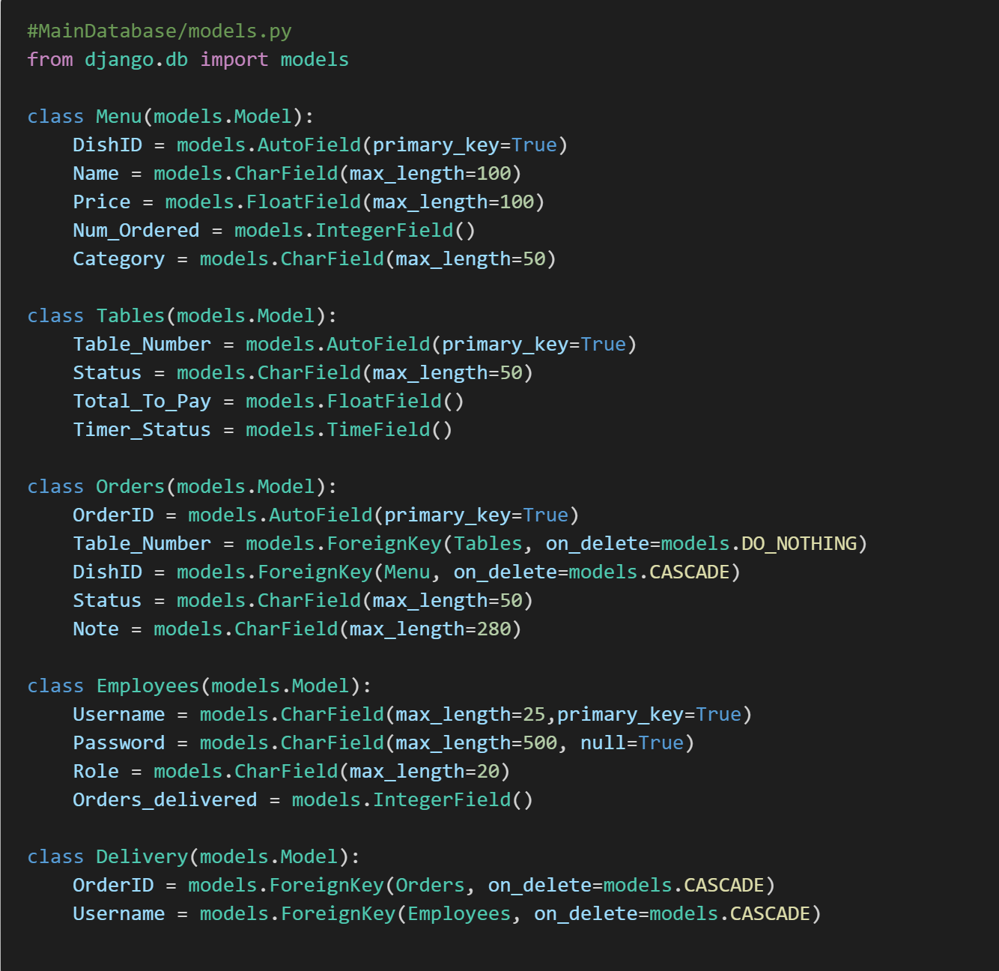 #MainDatabase/models.py
from django.db import models

class Menu(models.Model):
    DishID = models.AutoField(primary_key=True)
    Name = models.CharField(max_length=100)
    Price = models.FloatField(max_length=100)
    Num_Ordered = models.IntegerField()
    Category = models.CharField(max_length=50)

class Tables(models.Model):
    Table_Number = models.AutoField(primary_key=True)
    Status = models.CharField(max_length=50)
    Total_To_Pay = models.FloatField()
    Timer_Status = models.TimeField()

class Orders(models.Model):
    OrderID = models.AutoField(primary_key=True)
    Table_Number = models.ForeignKey(Tables, on_delete=models.DO_NOTHING)
    DishID = models.ForeignKey(Menu, on_delete=models.CASCADE)
    Status = models.CharField(max_length=50)
    Note = models.CharField(max_length=280)

class Employees(models.Model):
    Username = models.CharField(max_length=25,primary_key=True)
    Password = models.CharField(max_length=500, null=True)
    Role = models.CharField(max_length=20)
    Orders_delivered = models.IntegerField()

class Delivery(models.Model):
    OrderID = models.ForeignKey(Orders, on_delete=models.CASCADE)
    Username = models.ForeignKey(Employees, on_delete=models.CASCADE)